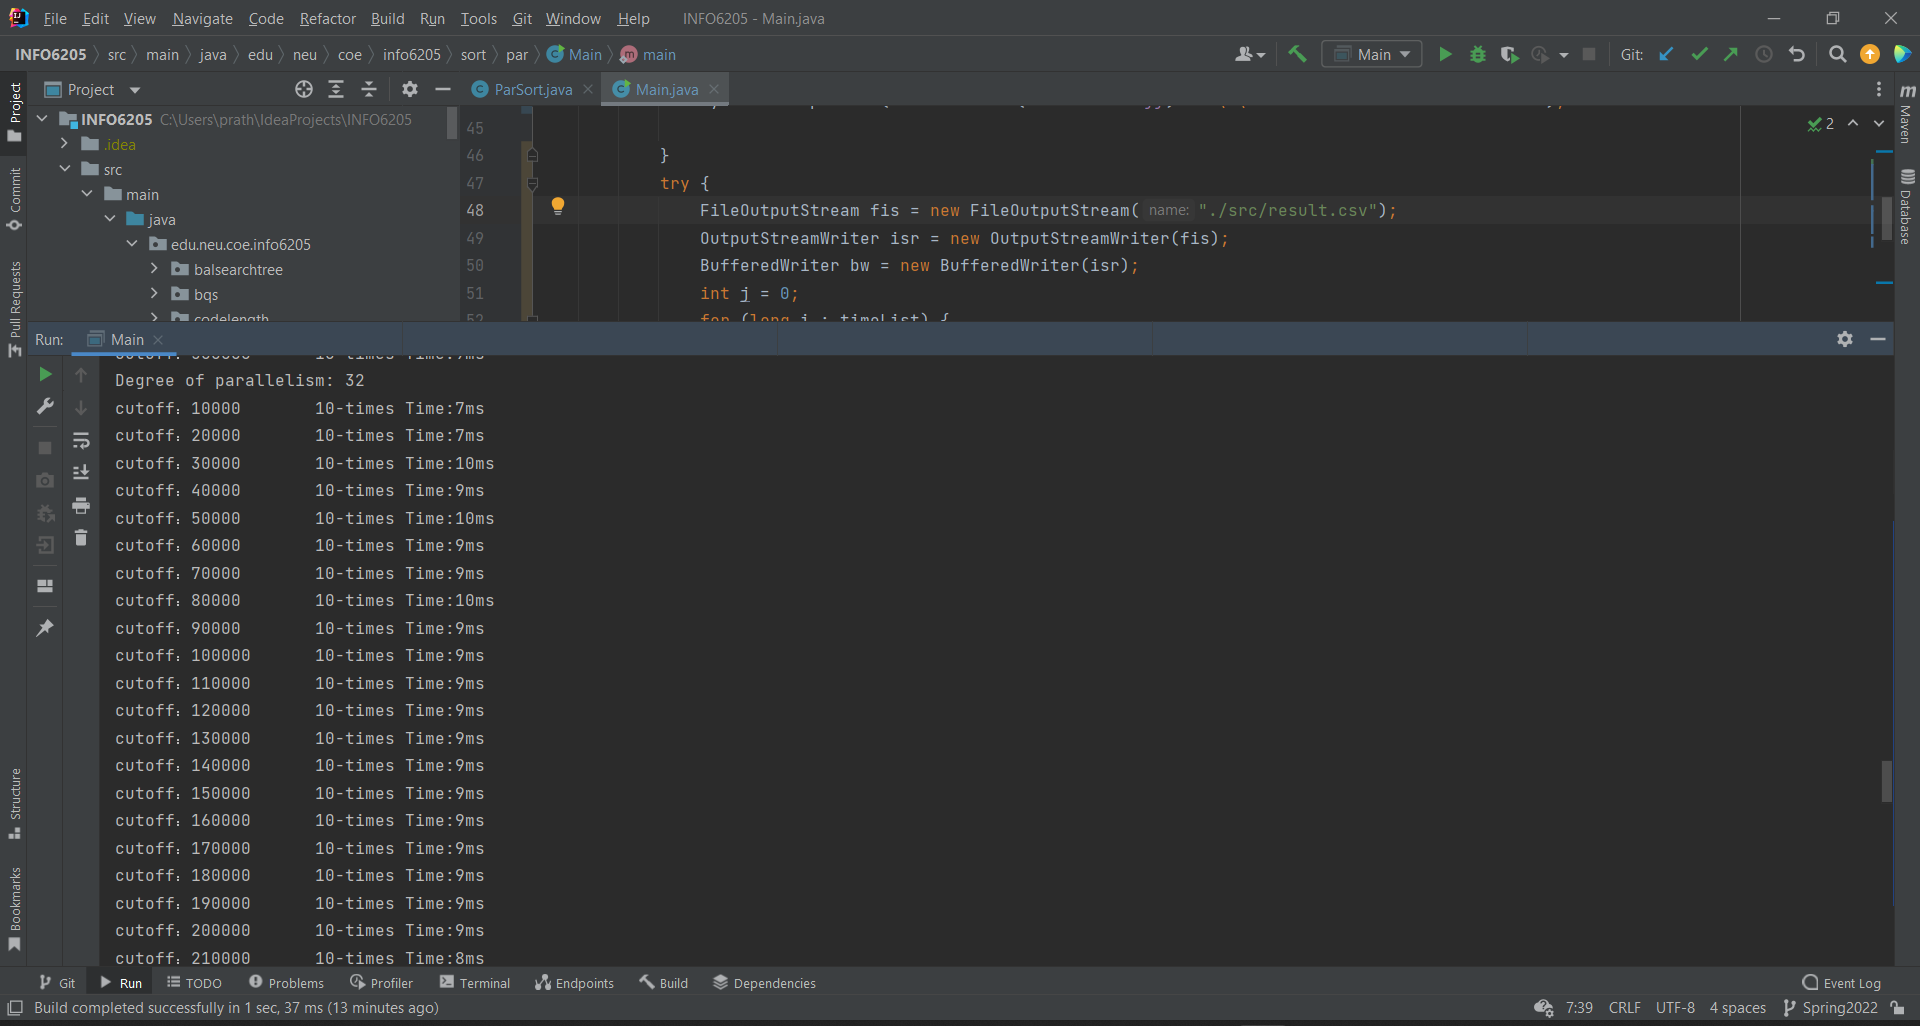 File Edit View Navigate Code Refactor Build Run Tools Git Window Help INFO6205 - Main.java
INFO6205 src main java edu neu coe info6205 sort par Main main
Main Git:
Project
ParSort.java Main.java
INFO6205 C:\Users\prath\IdeaProjects\INFO6205
.idea
src
main
java
edu.neu.coe.info6205
balsearchtree
bqs
codelength
45
46 }
47 try {
48 FileOutputStream fis = new FileOutputStream( name: "./src/result.csv");
49 OutputStreamWriter isr = new OutputStreamWriter(fis);
50 BufferedWriter bw = new BufferedWriter(isr);
51 int j = 0;
52 for (long i : timeList) {
2
Project
Commit
Pull Requests
Structure
Bookmarks
Maven
Database
Run: Main
Degree of parallelism: 32
cutoff：10000 10-times Time:7ms
cutoff：20000 10-times Time:7ms
cutoff：30000 10-times Time:10ms
cutoff：40000 10-times Time:9ms
cutoff：50000 10-times Time:10ms
cutoff：60000 10-times Time:9ms
cutoff：70000 10-times Time:9ms
cutoff：80000 10-times Time:10ms
cutoff：90000 10-times Time:9ms
cutoff：100000 10-times Time:9ms
cutoff：110000 10-times Time:9ms
cutoff：120000 10-times Time:9ms
cutoff：130000 10-times Time:9ms
cutoff：140000 10-times Time:9ms
cutoff：150000 10-times Time:9ms
cutoff：160000 10-times Time:9ms
cutoff：170000 10-times Time:9ms
cutoff：180000 10-times Time:9ms
cutoff：190000 10-times Time:9ms
cutoff：200000 10-times Time:9ms
cutoff：210000 10-times Time:8ms
Git Run TODO Problems Profiler Terminal Endpoints Build Dependencies Event Log
Build completed successfully in 1 sec, 37 ms (13 minutes ago) 7:39 CRLF UTF-8 4 spaces Spring2022